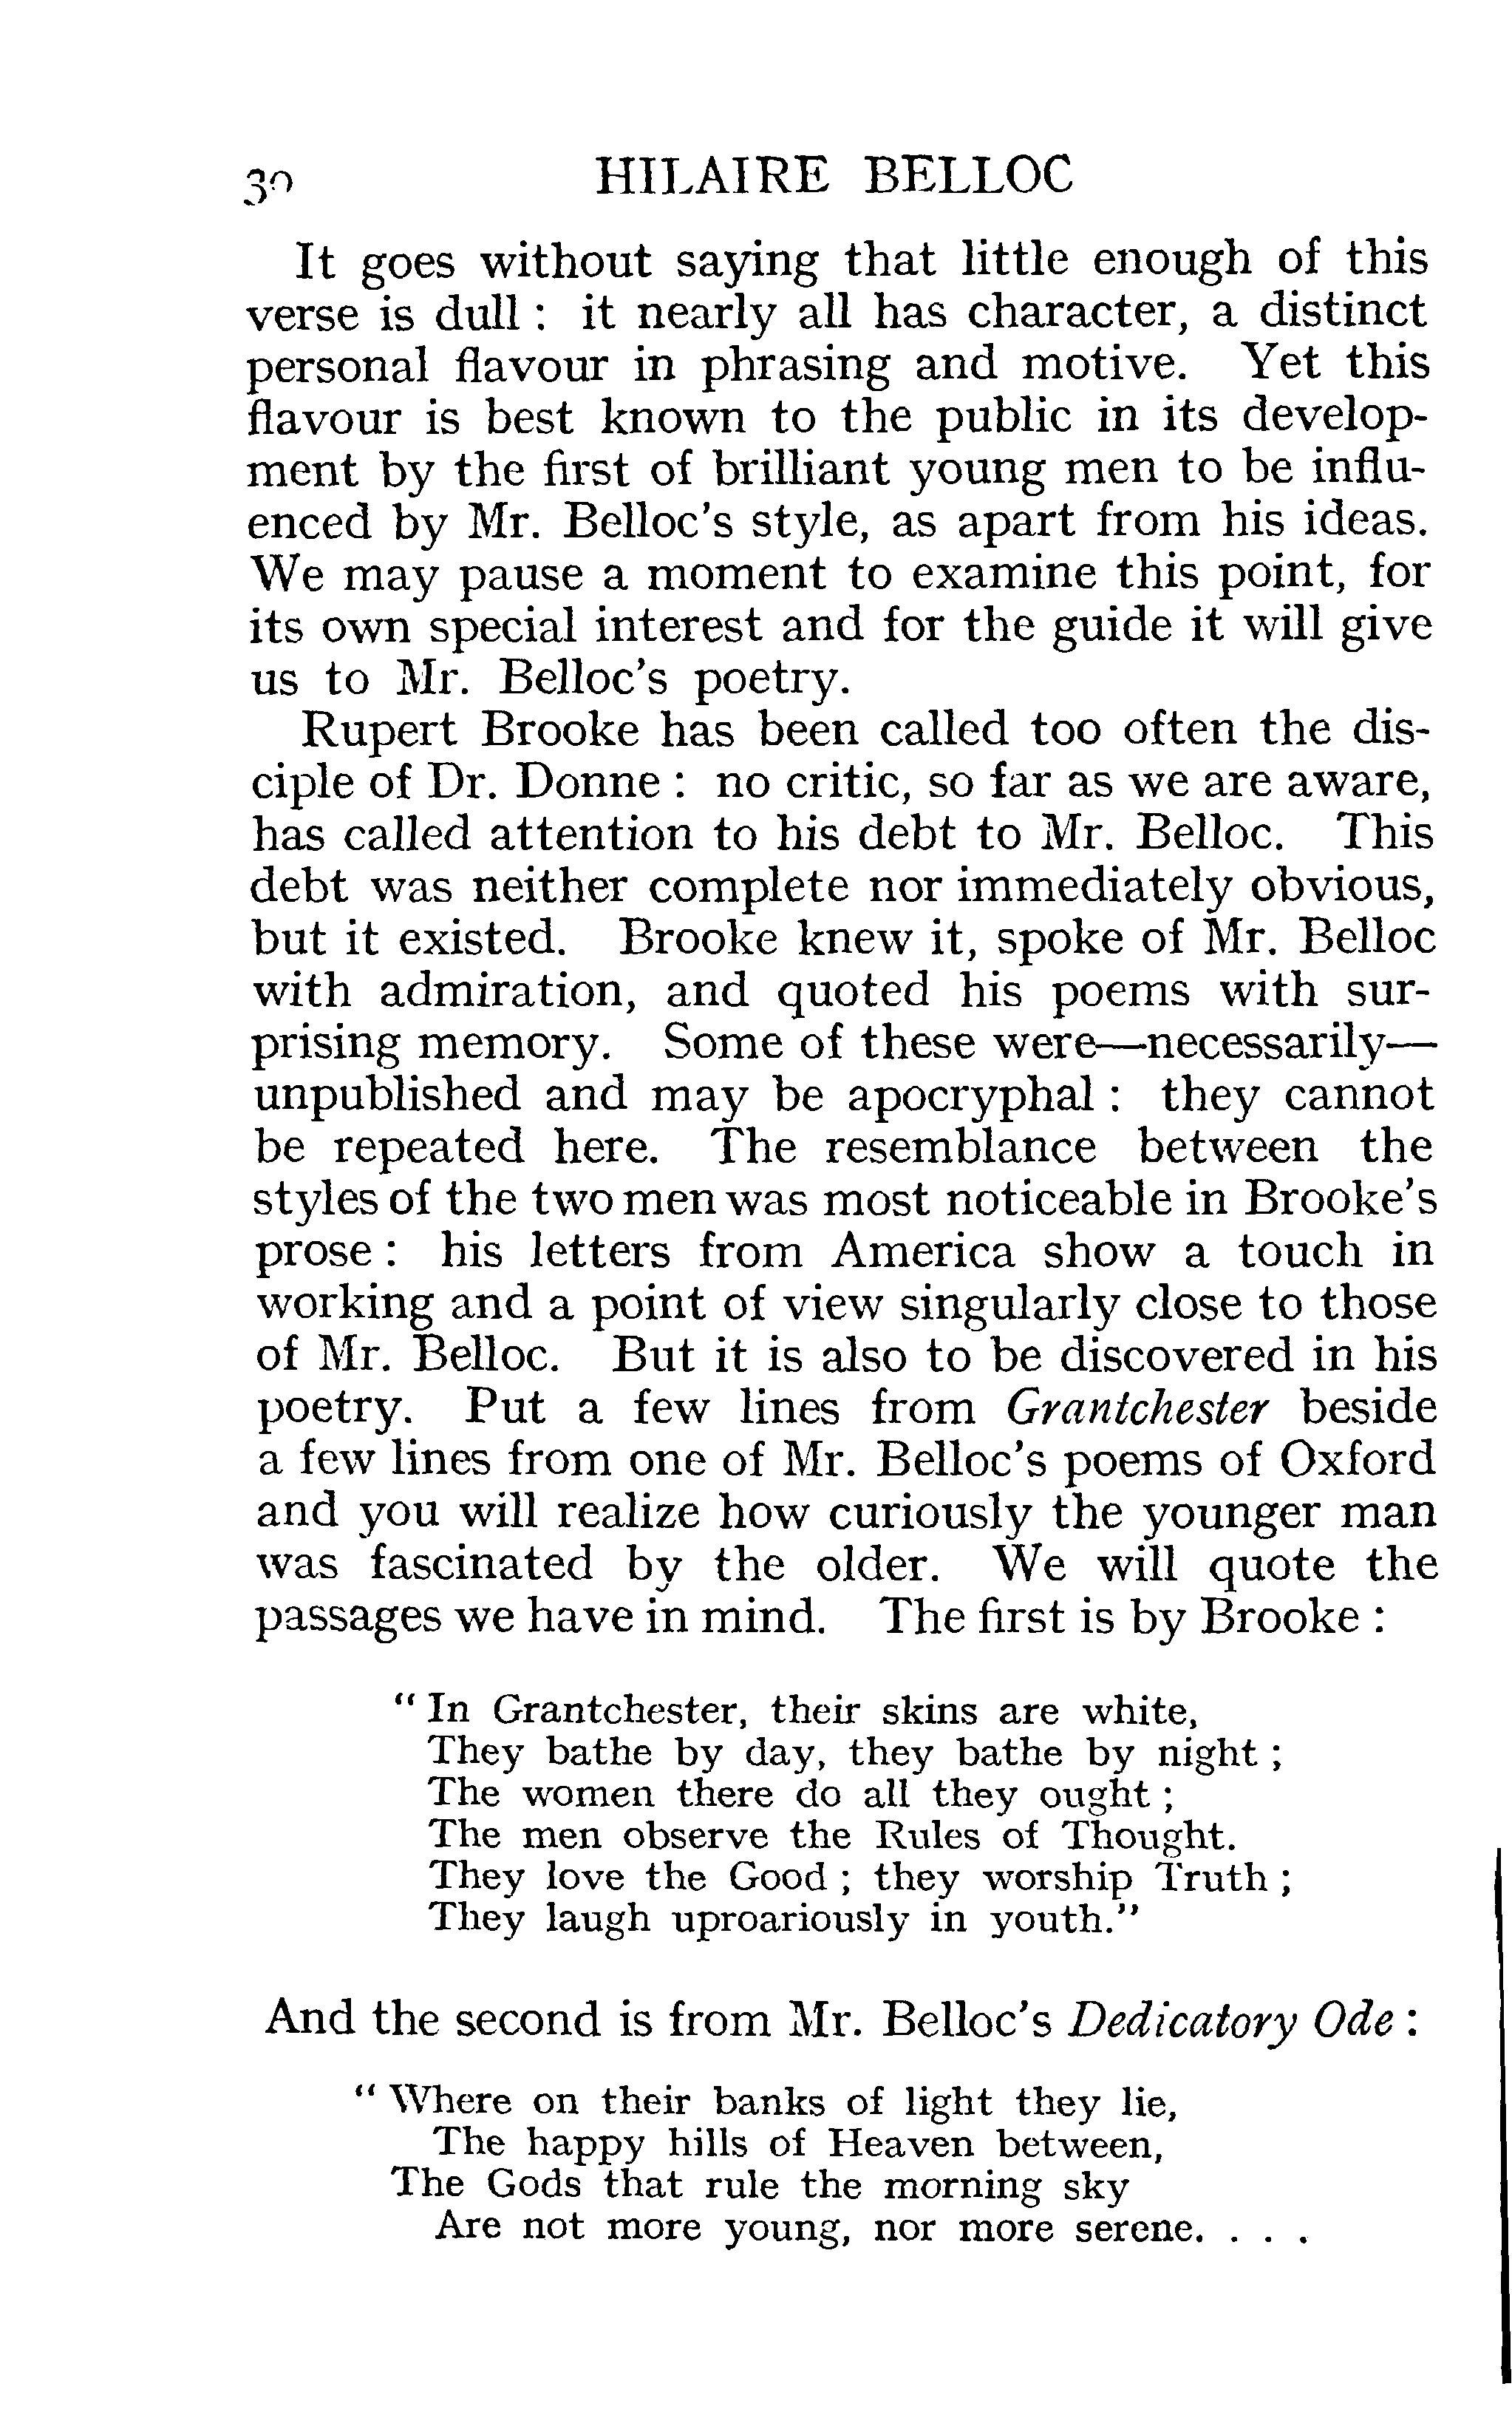 30 HILAIRE BELLOC
It goes without saying that little enough of this
verse is dull : it nearly all has character, a distinct
personal flavour in phrasing and motive. Yet this
flavour is best known to the public in its develop-
ment by the first of brilliant young men to be influ-
enced by Mr. Belloc's style, as apart from his ideas.
We may pause a moment to examine this point, for
its own special interest and for the guide it will give
us to Mr. Belloc's poetry.
Rupert Brooke has been called too often the dis-
ciple of Dr. Donne : no critic, so far as we are aware,
has called attention to his debt to Mr. Belloc. This
debt was neither complete nor immediately obvious,
but it existed. Brooke knew it, spoke of Mr. Belloc
with admiration, and quoted his poems with sur-
prising memory. Some of these were—necessarily—
unpublished and may be apocryphal : they cannot
be repeated here. The resemblance between the
styles of the two men was most noticeable in Brooke's
prose : his letters from America show a touch in
working and a point of view singularly close to those
of Mr. Belloc. But it is also to be discovered in his
poetry. Put a few lines from Grantchester beside
a few lines from one of Mr. Belloc's poems of Oxford
and you will realize how curiously the younger man
was fascinated by the older. We will quote the
passages we have in mind. The first is by Brooke :
" In Grantchester, their skins are white,
They bathe by day, they bathe by night ;
The women there do all they ought ;
The men observe the Rules of Thought.
They love the Good ; they worship Truth ;
They laugh uproariously in youth."
And the second is from Mr. Belloc's Dedicatory Ode :
" Where on their banks of light they lie,
The happy hills of Heaven between,
The Gods that rule the morning sky
Are not more young, nor more serene. . . .